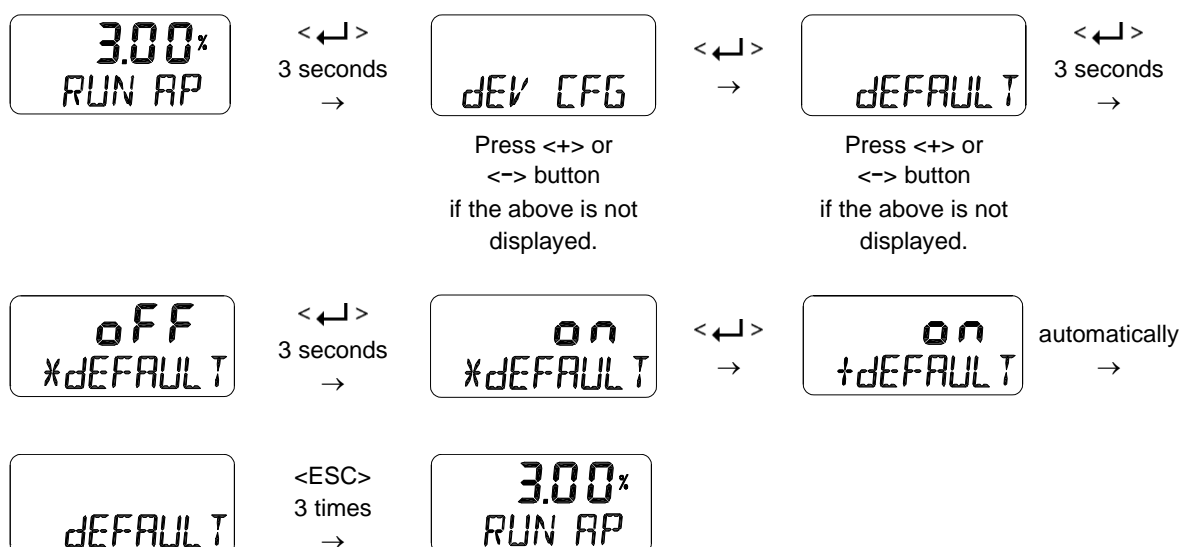 3.00%
RUN AP
<↵>
3 seconds
→
dEV CFG
Press <+> or
<−> button
if the above is not
displayed.
<↵>
→
dEFAULT
Press <+> or
<−> button
if the above is not
displayed.
<↵>
3 seconds
→
oFF
*dEFAULT
<↵>
3 seconds
→
on
*dEFAULT
<↵>
→
on
+dEFAULT
automatically
→
dEFAULT
<ESC>
3 times
→
3.00%
RUN AP